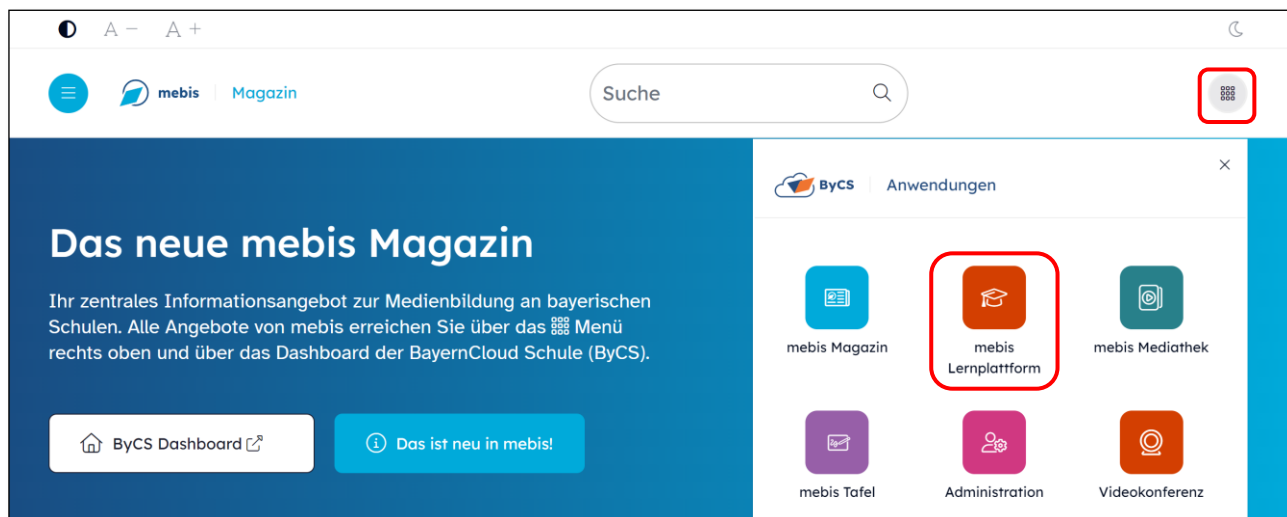 A − A +
mebis Magazin
Suche
ByCS Anwendungen
Das neue mebis Magazin
Ihr zentrales Informationsangebot zur Medienbildung an bayerischen
Schulen. Alle Angebote von mebis erreichen Sie über das Menü
rechts oben und über das Dashboard der BayernCloud Schule (ByCS).
ByCS Dashboard
Das ist neu in mebis!
mebis Magazin
mebis
Lernplattform
mebis Mediathek
mebis Tafel
Administration
Videokonferenz